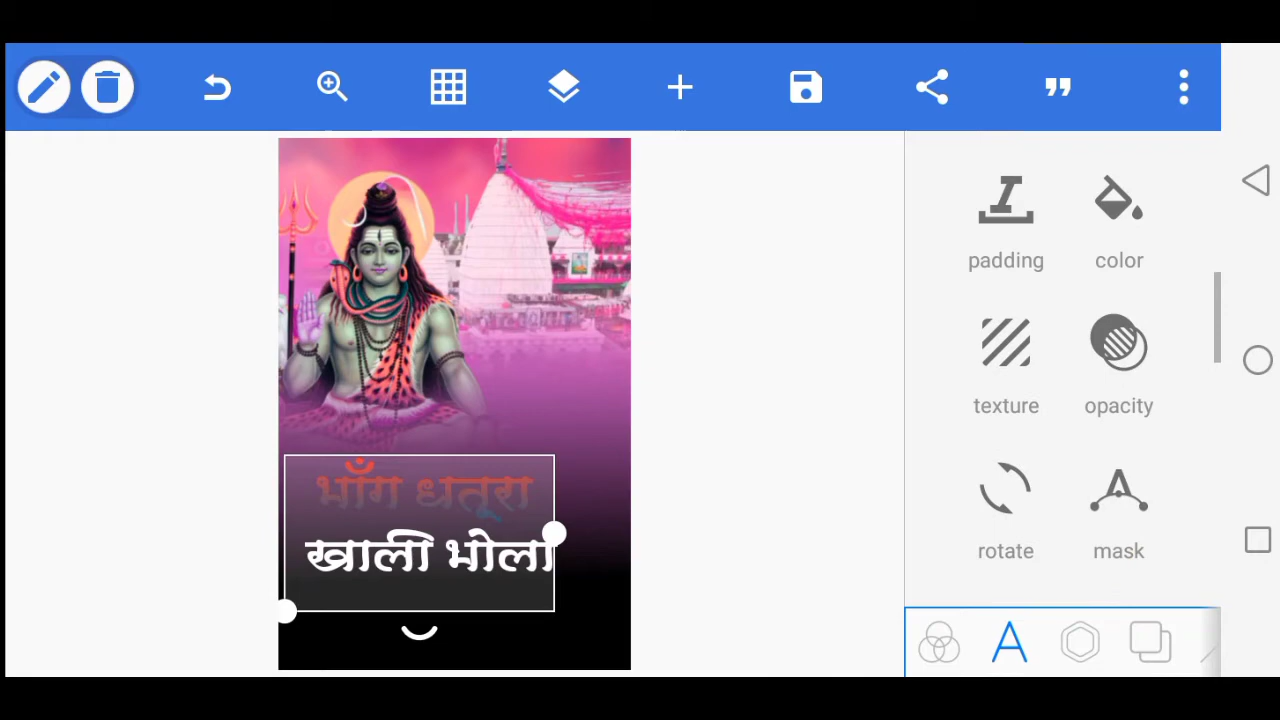 भाँग धतूरा
खाली भोला
padding
color
texture
opacity
rotate
mask